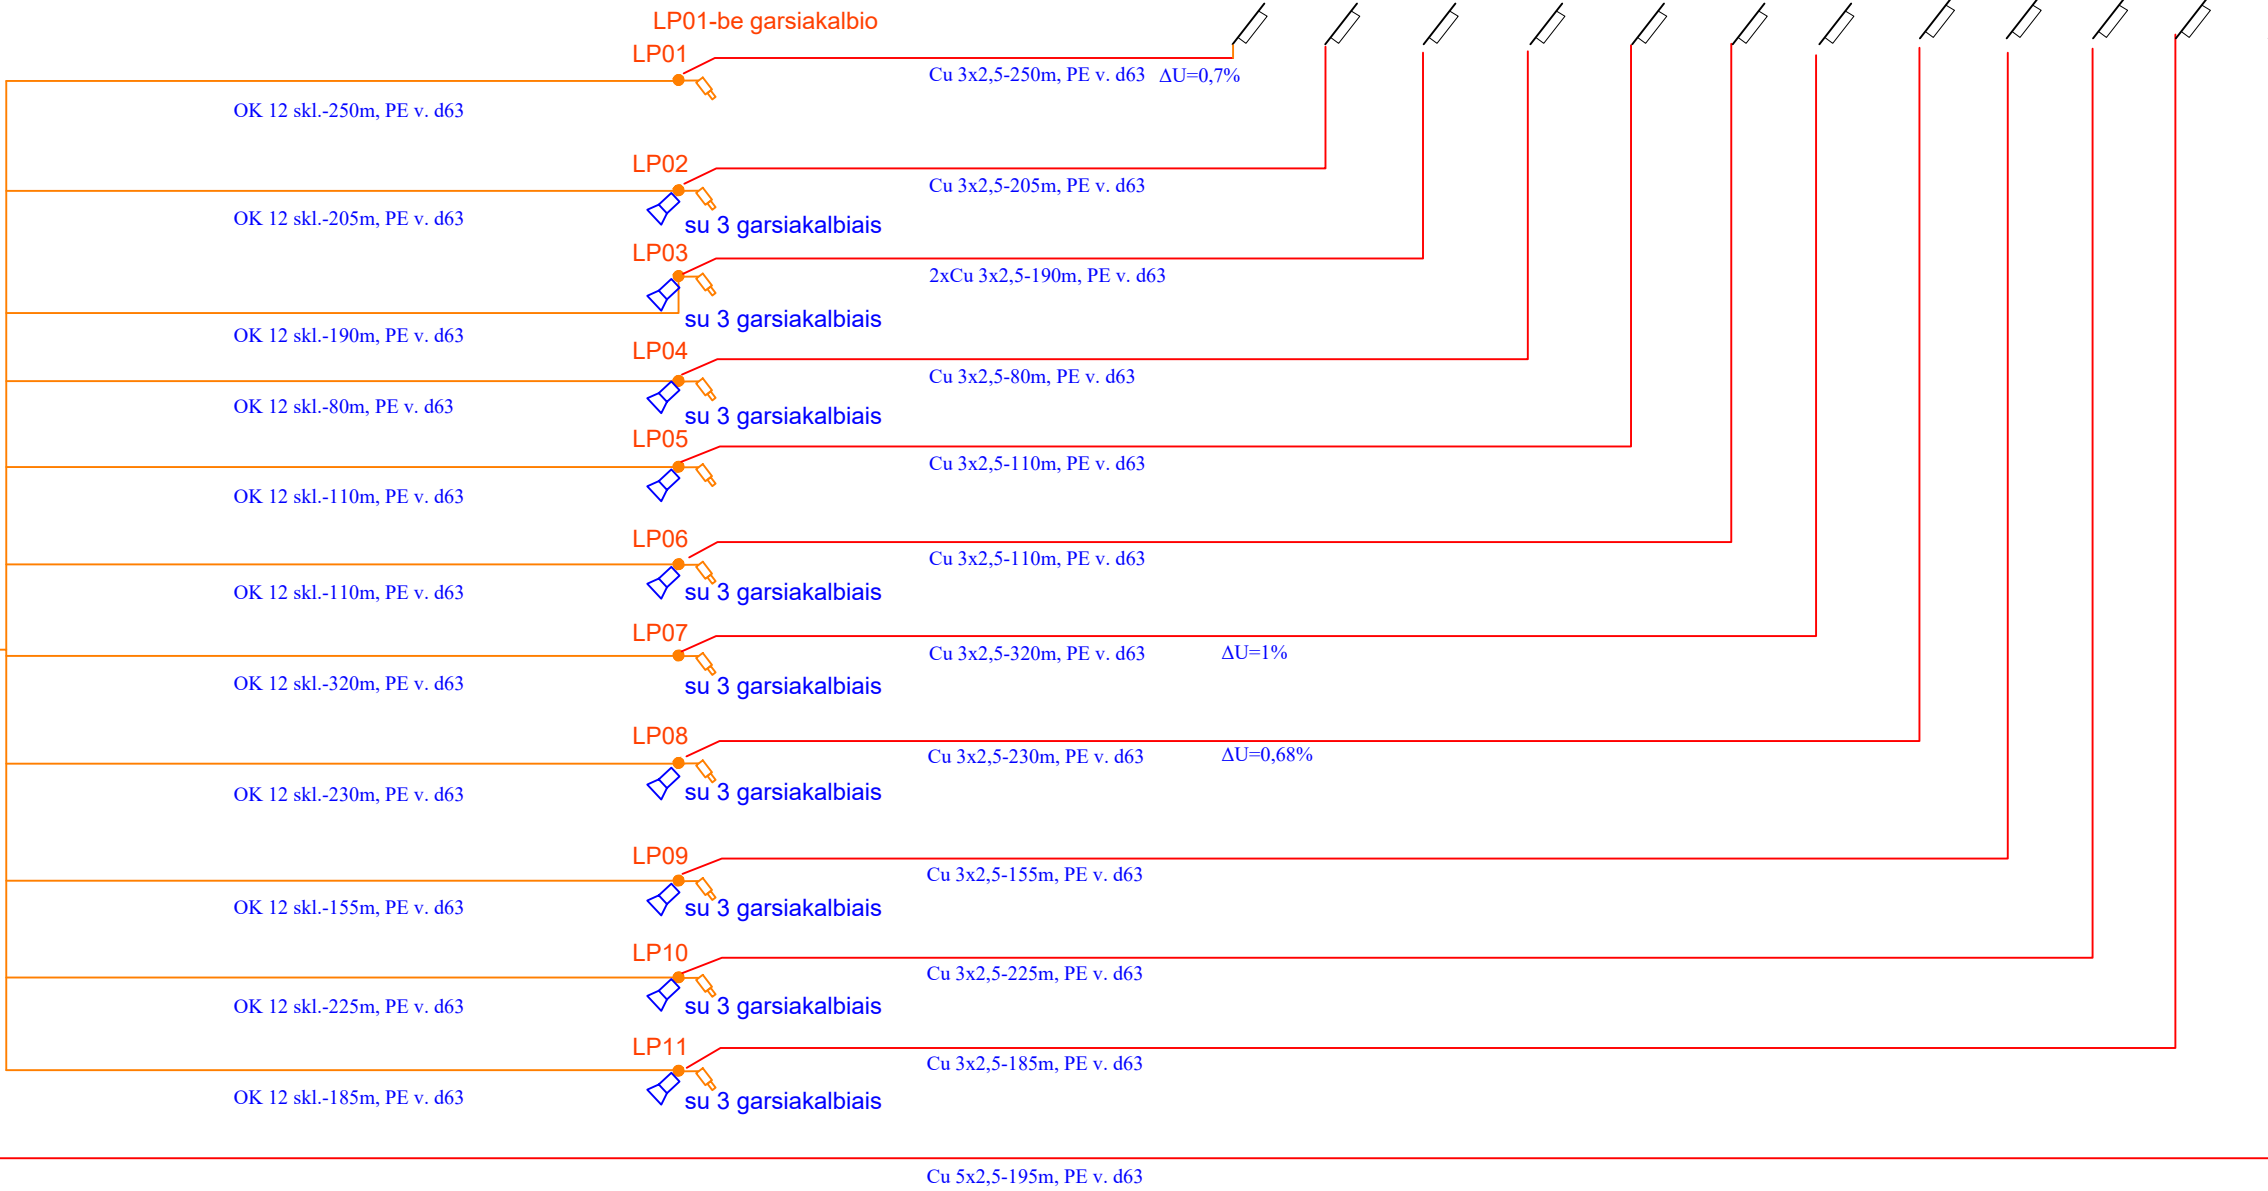 LP01-be garsiakalbio
LP01
Cu 3x2,5-250m, PE v. d63 ΔU=0,7%
OK 12 skl.-250m, PE v. d63
LP02
Cu 3x2,5-205m, PE v. d63
OK 12 skl.-205m, PE v. d63
su 3 garsiakalbiais
LP03
2xCu 3x2,5-190m, PE v. d63
su 3 garsiakalbiais
OK 12 skl.-190m, PE v. d63
LP04
Cu 3x2,5-80m, PE v. d63
OK 12 skl.-80m, PE v. d63
su 3 garsiakalbiais
LP05
Cu 3x2,5-110m, PE v. d63
OK 12 skl.-110m, PE v. d63
LP06
Cu 3x2,5-110m, PE v. d63
OK 12 skl.-110m, PE v. d63
su 3 garsiakalbiais
LP07
Cu 3x2,5-320m, PE v. d63 ΔU=1%
OK 12 skl.-320m, PE v. d63
su 3 garsiakalbiais
LP08
Cu 3x2,5-230m, PE v. d63 ΔU=0,68%
OK 12 skl.-230m, PE v. d63
su 3 garsiakalbiais
LP09
Cu 3x2,5-155m, PE v. d63
OK 12 skl.-155m, PE v. d63
su 3 garsiakalbiais
LP10
Cu 3x2,5-225m, PE v. d63
OK 12 skl.-225m, PE v. d63
su 3 garsiakalbiais
LP11
Cu 3x2,5-185m, PE v. d63
OK 12 skl.-185m, PE v. d63
su 3 garsiakalbiais
Cu 5x2,5-195m, PE v. d63